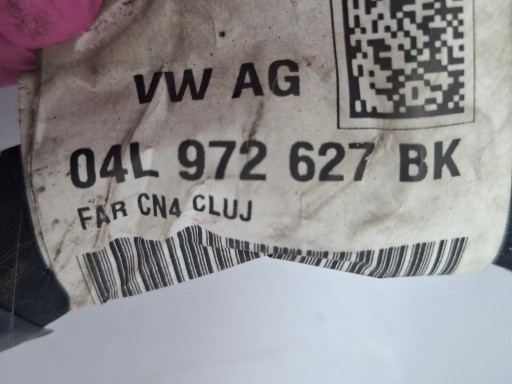 VW AG
04L 972 627 BK
FAR CN4 CLUJ